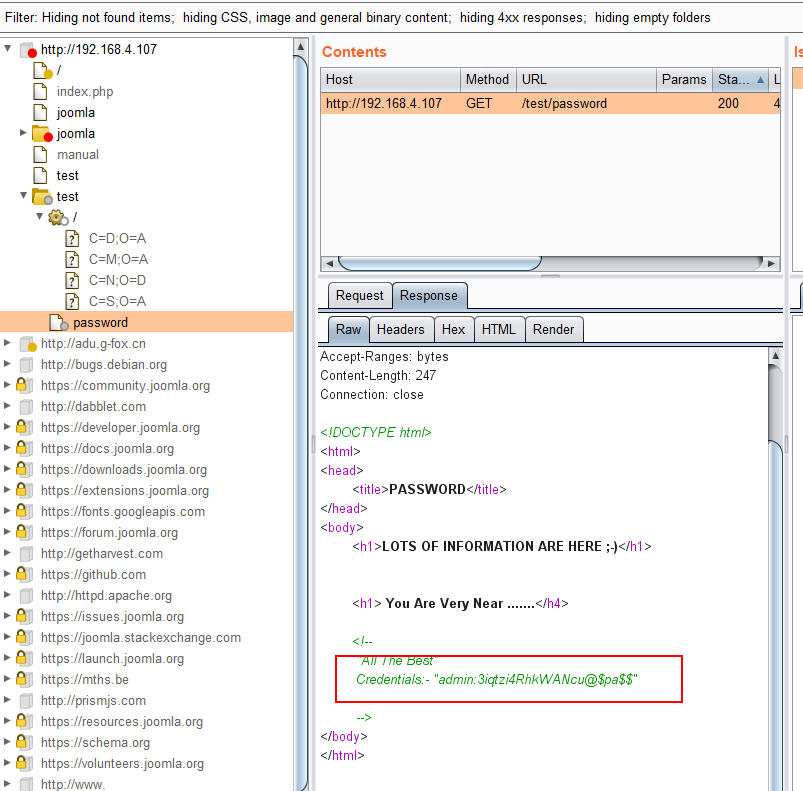 Filter: Hiding not found items; hiding CSS, image and general binary content; hiding 4xx responses; hiding empty folders
http://192.168.4.107
/
index.php
joomla
joomla
manual
test
test
/
C=D;O=A
C=M;O=A
C=N;O=D
C=S;O=A
password
http://adu.g-fox.cn
http://bugs.debian.org
https://community.joomla.org
http://dabblet.com
https://developer.joomla.org
https://docs.joomla.org
https://downloads.joomla.org
https://extensions.joomla.org
https://fonts.googleapis.com
https://forum.joomla.org
http://getharvest.com
https://github.com
http://httpd.apache.org
https://issues.joomla.org
https://joomla.stackexchange.com
https://launch.joomla.org
https://mths.be
http://prismjs.com
https://resources.joomla.org
https://schema.org
https://volunteers.joomla.org
http://www.
Contents
Host Method URL Params Sta... L
http://192.168.4.107 GET /test/password 200 4
Request Response
Raw Headers Hex HTML Render
Accept-Ranges: bytes
Content-Length: 247
Connection: close
<!DOCTYPE html>
<html>
<head>
<title>PASSWORD</title>
</head>
<body>
<h1>LOTS OF INFORMATION ARE HERE ;-)</h1>
<h1> You Are Very Near .......</h4>
<!--
"All The Best"
Credentials:- "admin:3iqtzi4RhkWANcu@$pa$$"
-->
</body>
</html>
Is